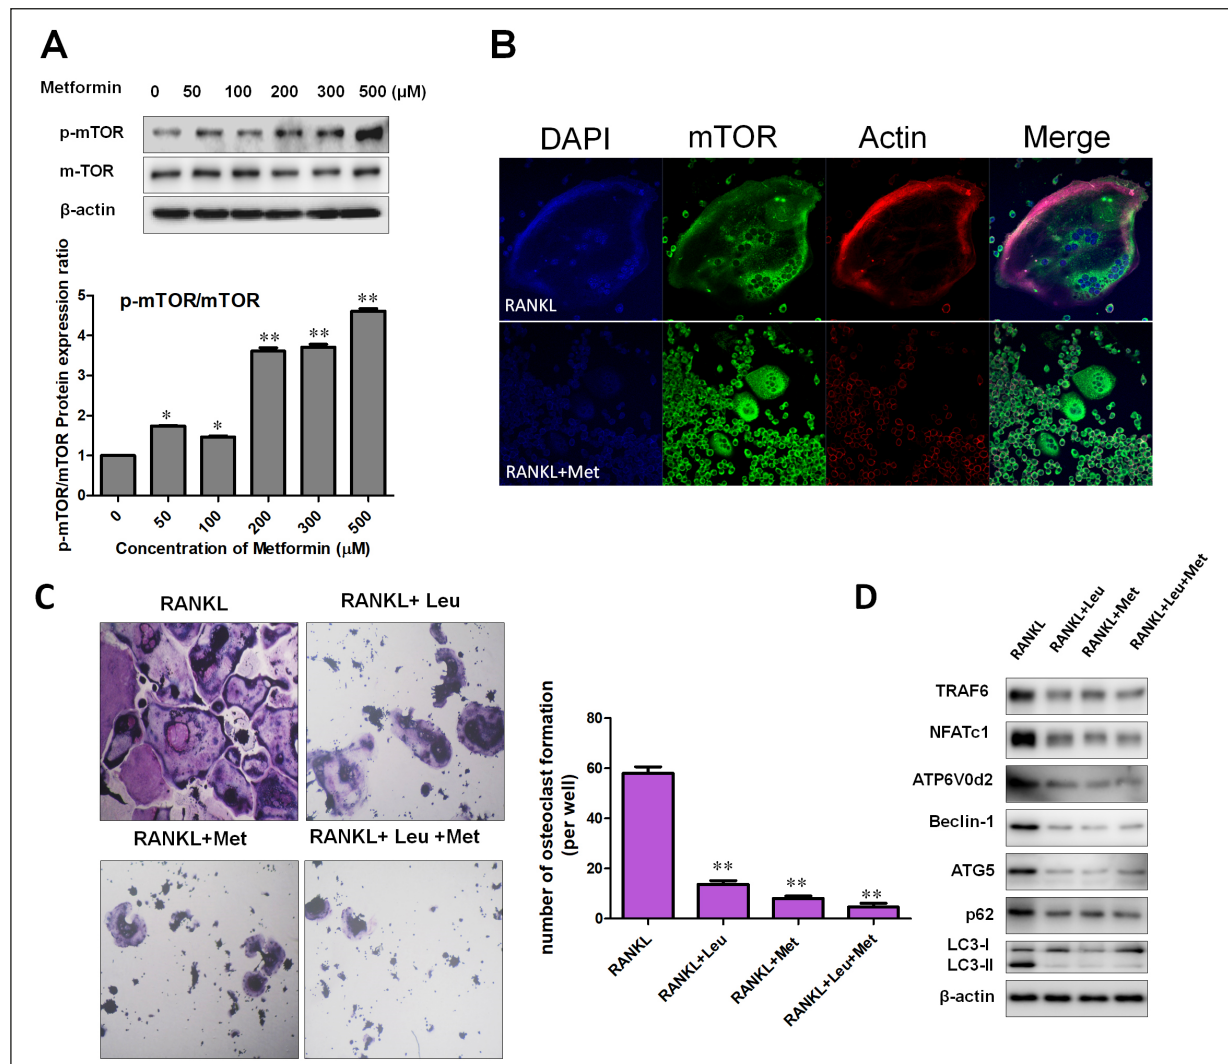 A
Metformin 0 50 100 200 300 500 (μM)
p-mTOR
m-TOR
β-actin
p-mTOR/mTOR Protein expression ratio
p-mTOR/mTOR
5
4
3
2
1
0
*
*
**
**
**
0 50 100 200 300 500
Concentration of Metformin (μM)
B
DAPI mTOR Actin Merge
RANKL
RANKL+Met
C
RANKL
RANKL+ Leu
RANKL+Met
RANKL+ Leu +Met
number of osteoclast formation
(per well)
80
60
40
20
0
**
**
**
RANKL
RANKL+Leu
RANKL+Met
RANKL+Leu+Met
D
RANKL
RANKL+Leu
RANKL+Met
RANKL+Leu+Met
TRAF6
NFATc1
ATP6V0d2
Beclin-1
ATG5
p62
LC3-I
LC3-II
β-actin